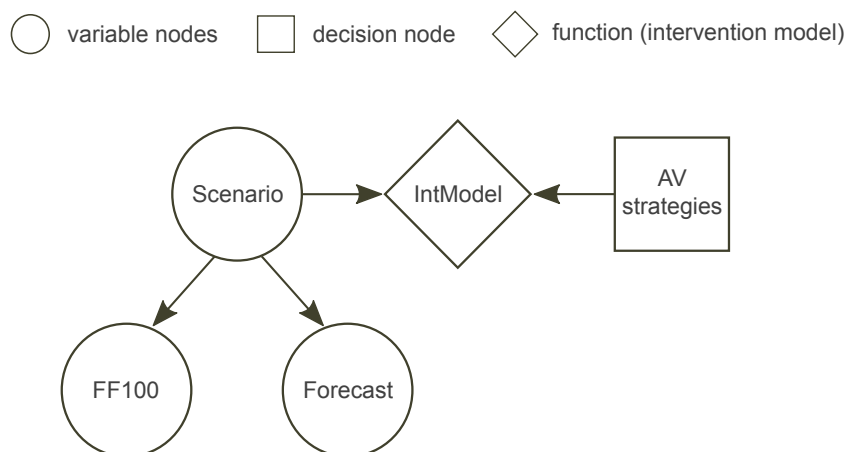 variable nodes
decision node
function (intervention model)
Scenario
IntModel
AV
strategies
FF100
Forecast